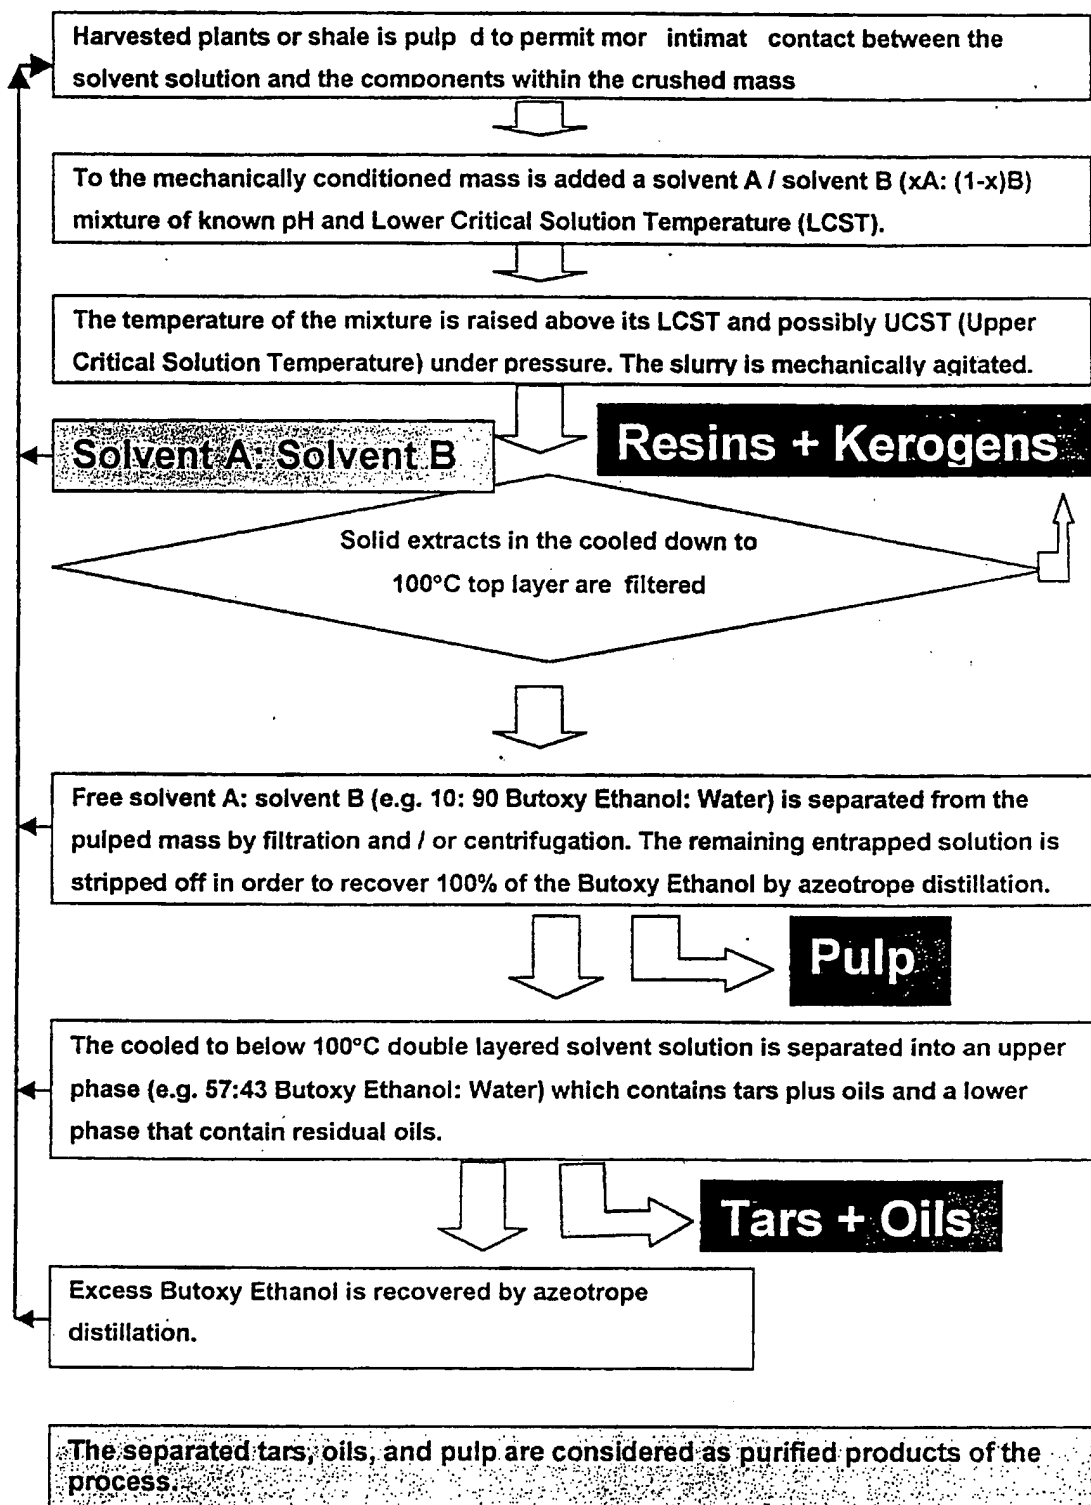 Harvested plants or shale is pulp d to permit mor intimat contact between the
solvent solution and the components within the crushed mass
To the mechanically conditioned mass is added a solvent A / solvent B (xA: (1-x)B)
mixture of known pH and Lower Critical Solution Temperature (LCST).
The temperature of the mixture is raised above its LCST and possibly UCST (Upper
Critical Solution Temperature) under pressure. The slurry is mechanically agitated.
Solvent A: Solvent B
Resins + Kerogens
Solid extracts in the cooled down to
100°C top layer are filtered
Free solvent A: solvent B (e.g. 10: 90 Butoxy Ethanol: Water) is separated from the
pulped mass by filtration and / or centrifugation. The remaining entrapped solution is
stripped off in order to recover 100% of the Butoxy Ethanol by azeotrope distillation.
Pulp
The cooled to below 100°C double layered solvent solution is separated into an upper
phase (e.g. 57:43 Butoxy Ethanol: Water) which contains tars plus oils and a lower
phase that contain residual oils.
Tars + Oils
Excess Butoxy Ethanol is recovered by azeotrope
distillation.
The separated tars, oils, and pulp are considered as purified products of the
process.